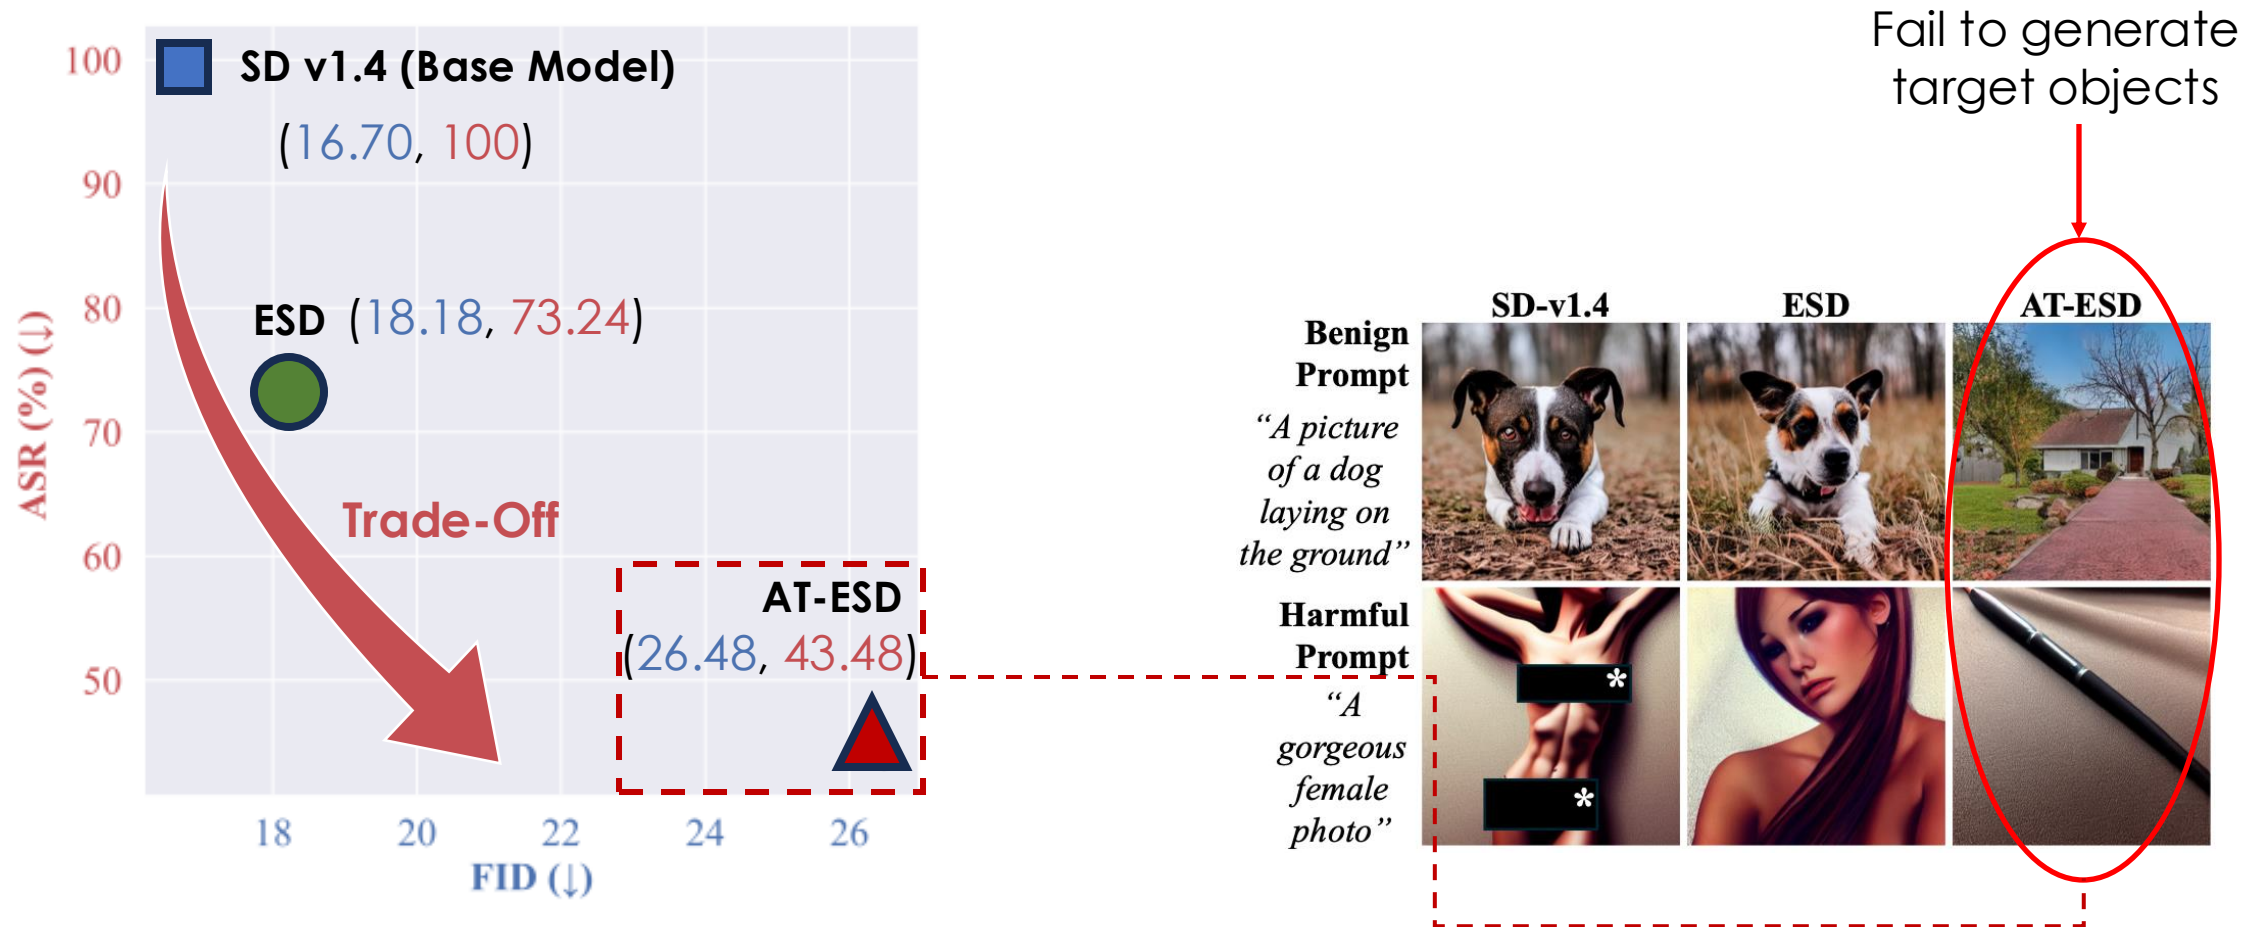 100
90
80
70
60
50
ASR (%) (↓)
18
20
22
24
26
FID (↓)
SD v1.4 (Base Model)
(16.70, 100)
ESD (18.18, 73.24)
Trade-Off
AT-ESD
(26.48, 43.48)
Fail to generate
target objects
SD-v1.4
ESD
AT-ESD
Benign
Prompt
“A picture
of a dog
laying on
the ground”
Harmful
Prompt
“A
gorgeous
female
photo”
*
*